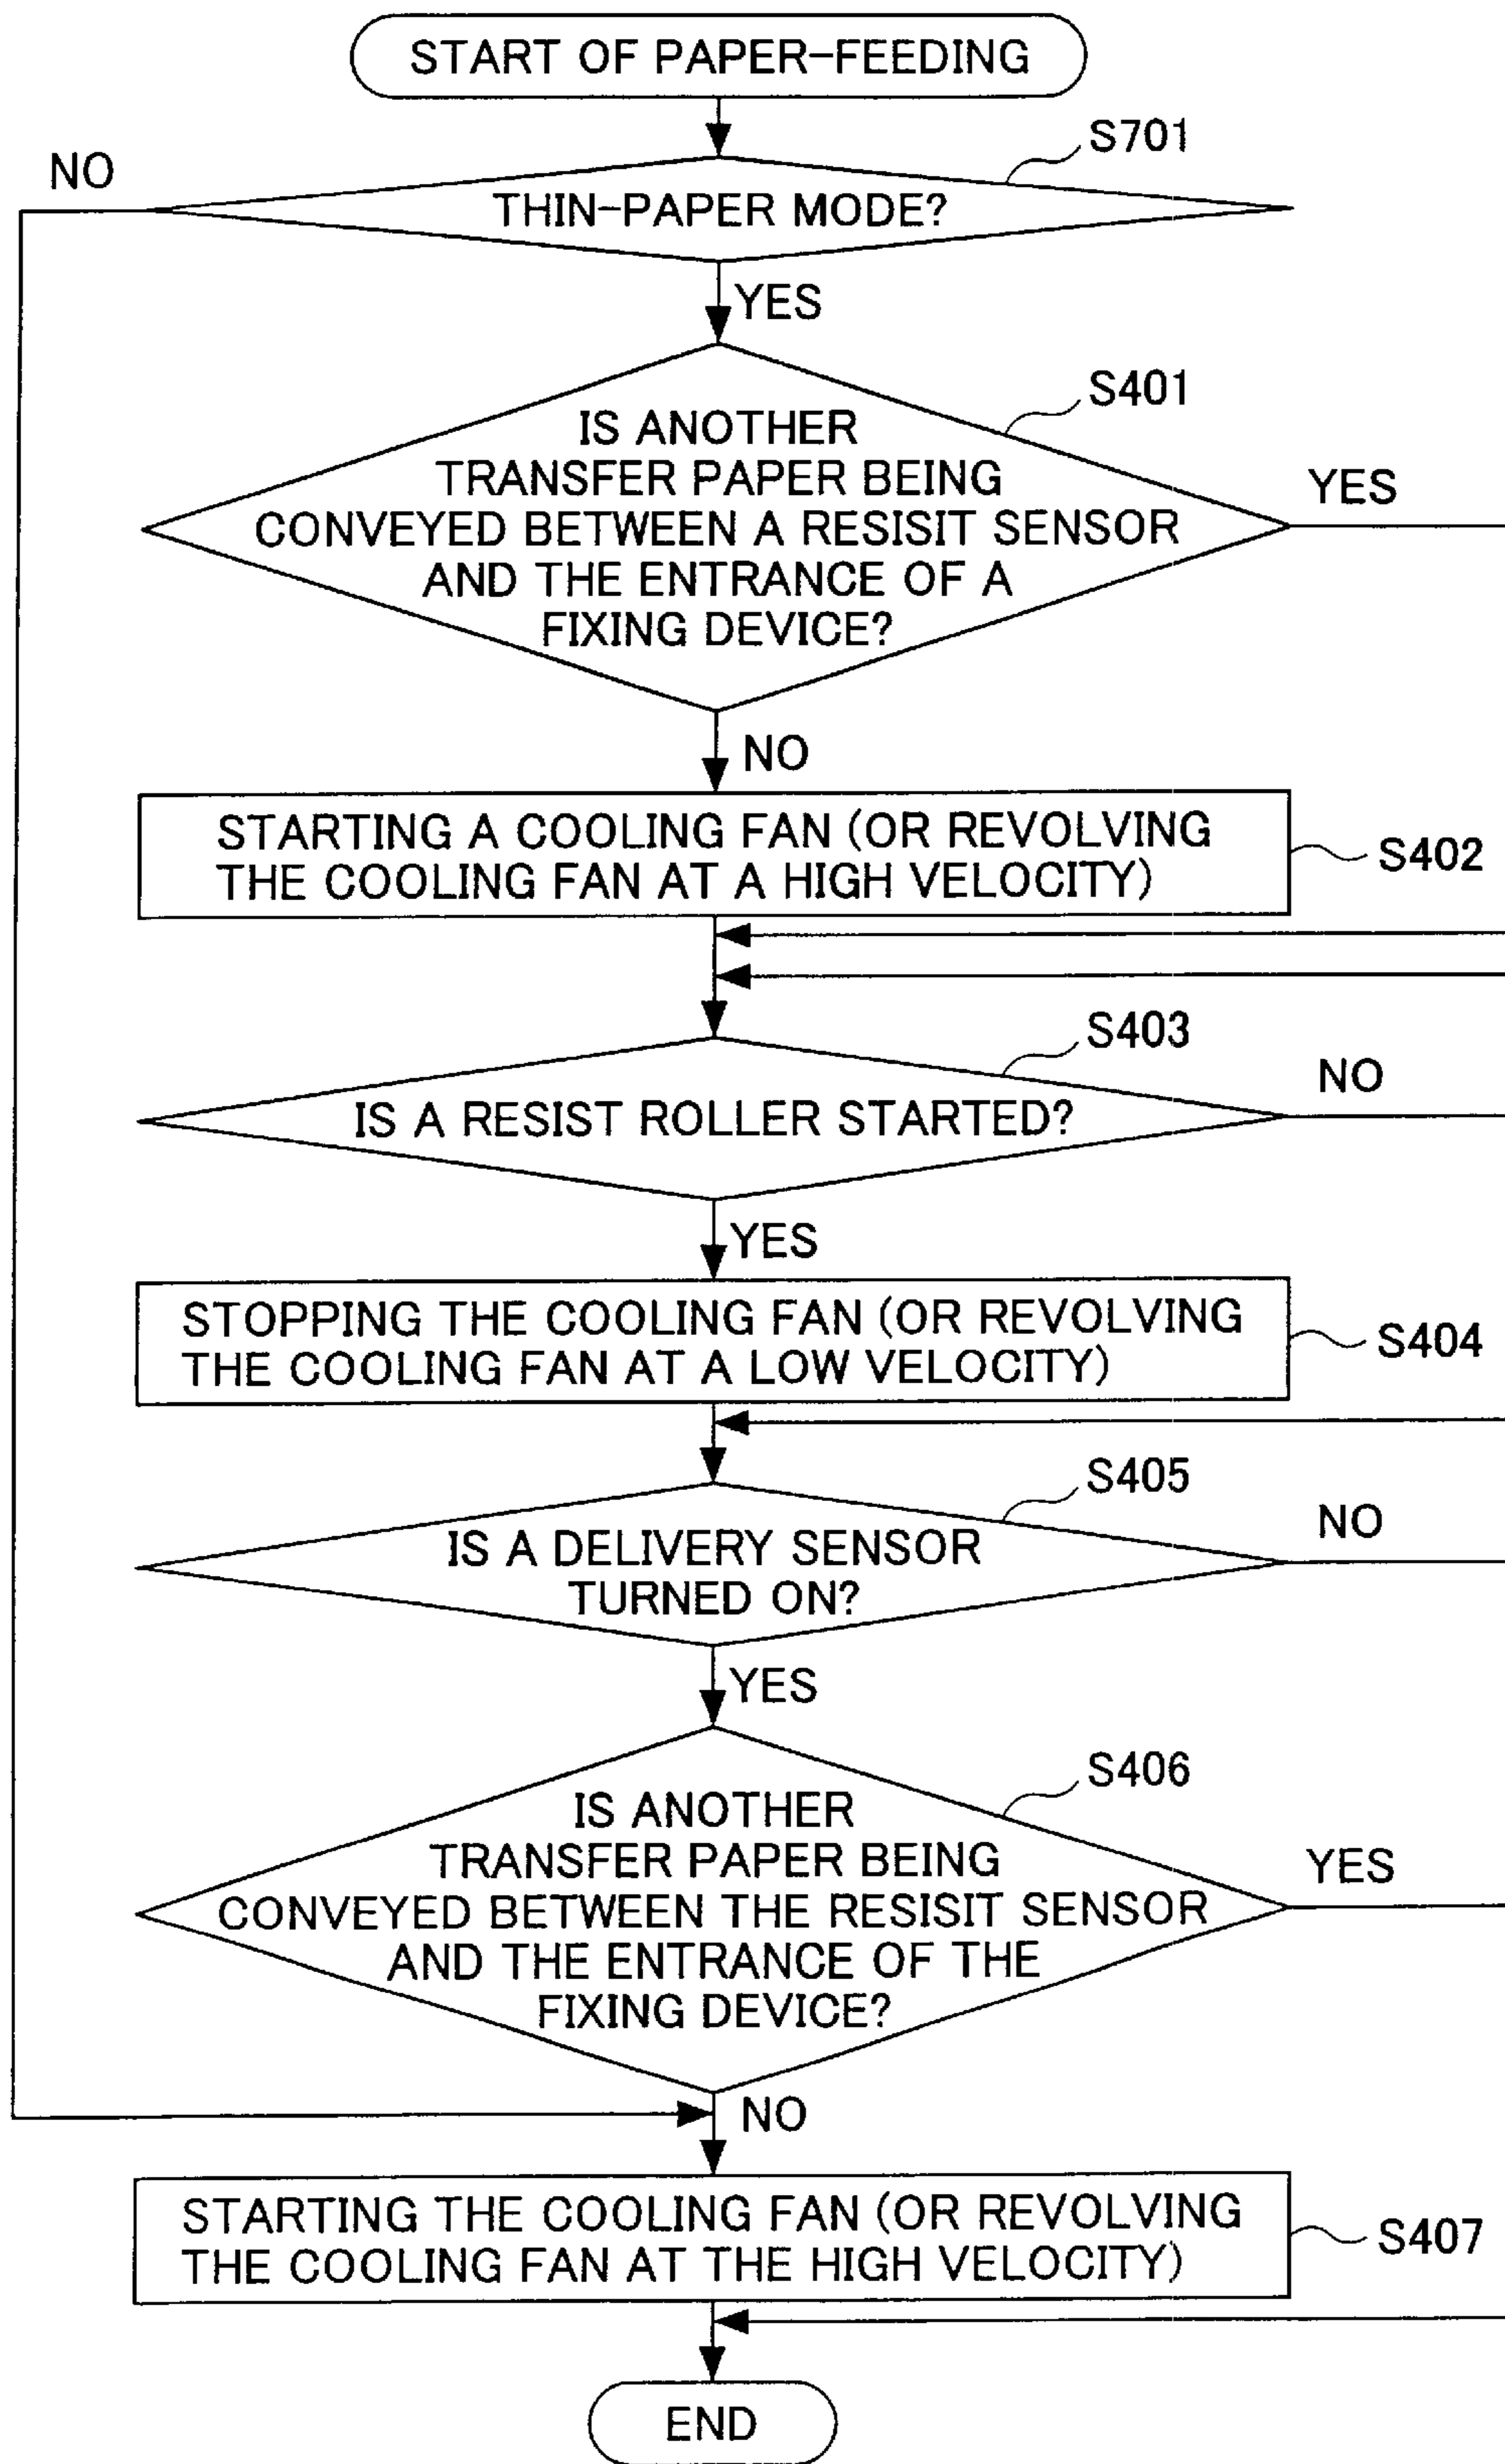 START OF PAPER-FEEDING
S701
NO
THIN-PAPER MODE?
YES
S401
IS ANOTHER
TRANSFER PAPER BEING
CONVEYED BETWEEN A RESISIT SENSOR
AND THE ENTRANCE OF A
FIXING DEVICE?
YES
NO
STARTING A COOLING FAN (OR REVOLVING
THE COOLING FAN AT A HIGH VELOCITY)
S402
S403
NO
IS A RESIST ROLLER STARTED?
YES
STOPPING THE COOLING FAN (OR REVOLVING
THE COOLING FAN AT A LOW VELOCITY)
S404
S405
NO
IS A DELIVERY SENSOR
TURNED ON?
YES
S406
IS ANOTHER
TRANSFER PAPER BEING
CONVEYED BETWEEN THE RESISIT SENSOR
AND THE ENTRANCE OF THE
FIXING DEVICE?
YES
NO
STARTING THE COOLING FAN (OR REVOLVING
THE COOLING FAN AT THE HIGH VELOCITY)
S407
END